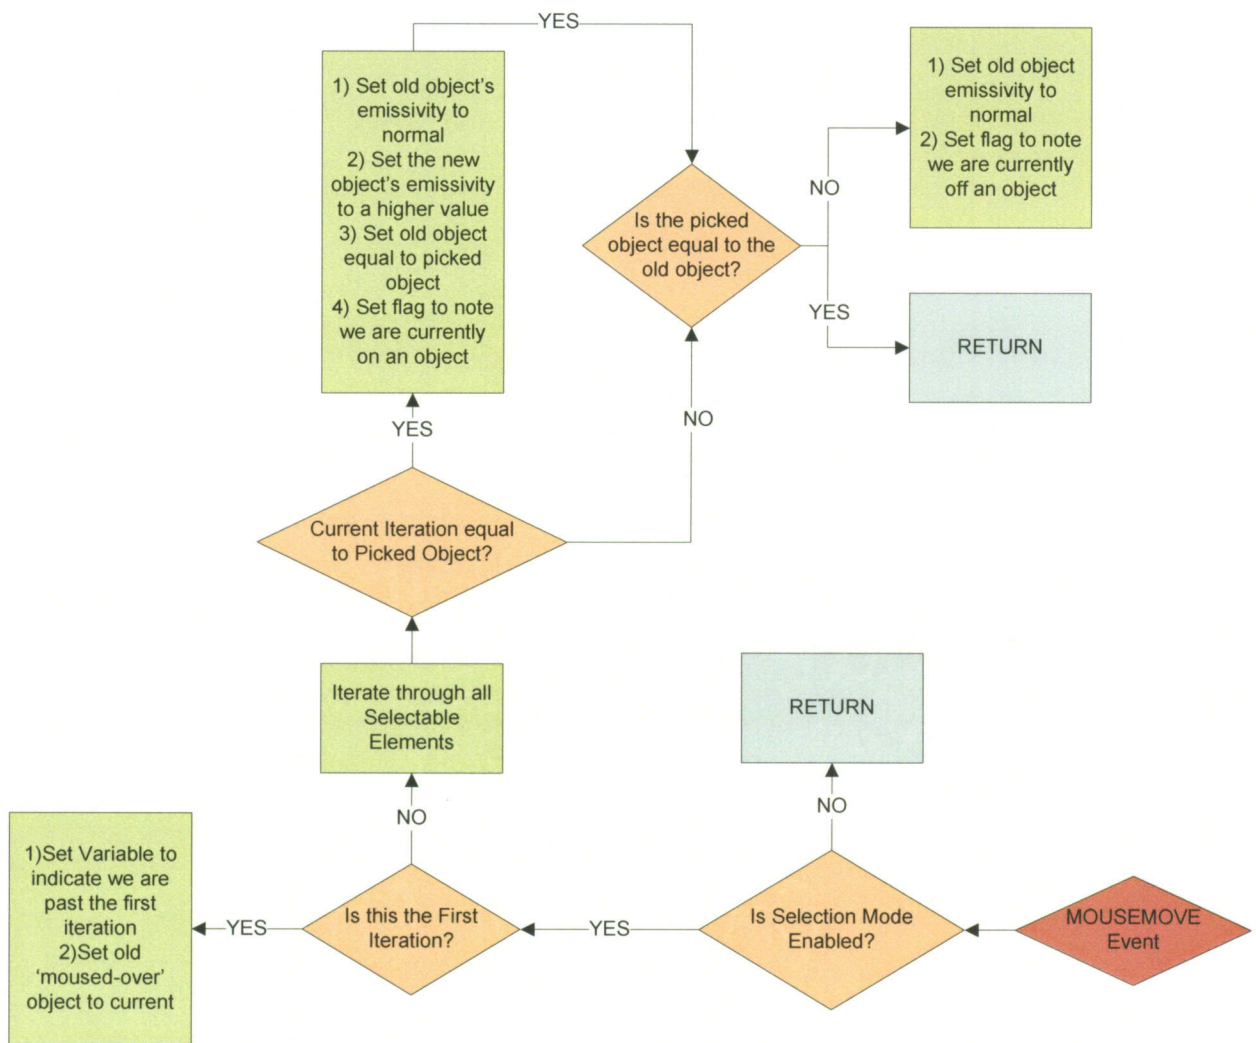 YES
1) Set old object's
emissivity to
normal
2) Set the new
object's emissivity
to a higher value
3) Set old object
equal to picked
object
4) Set flag to note
we are currently
on an object
1) Set old object
emissivity to
normal
2) Set flag to note
we are currently
off an object
NO
Is the picked
object equal to the
old object?
YES
RETURN
YES
NO
Current Iteration equal
to Picked Object?
Iterate through all
Selectable
Elements
RETURN
NO
NO
1)Set Variable to
indicate we are
past the first
iteration
2)Set old
'moused-over'
object to current
YES
Is this the First
Iteration?
YES
Is Selection Mode
Enabled?
MOUSEMOVE
Event